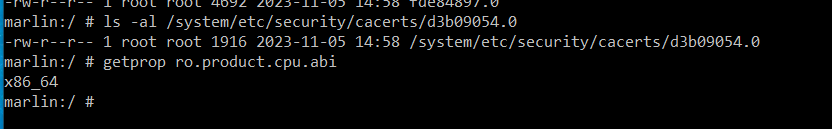 -rw-r--r-- 1 root root 4692 2023-11-05 14:58 fde84897.0
marlin:/ # ls -al /system/etc/security/cacerts/d3b09054.0
-rw-r--r-- 1 root root 1916 2023-11-05 14:58 /system/etc/security/cacerts/d3b09054.0
marlin:/ # getprop ro.product.cpu.abi
x86_64
marlin:/ #